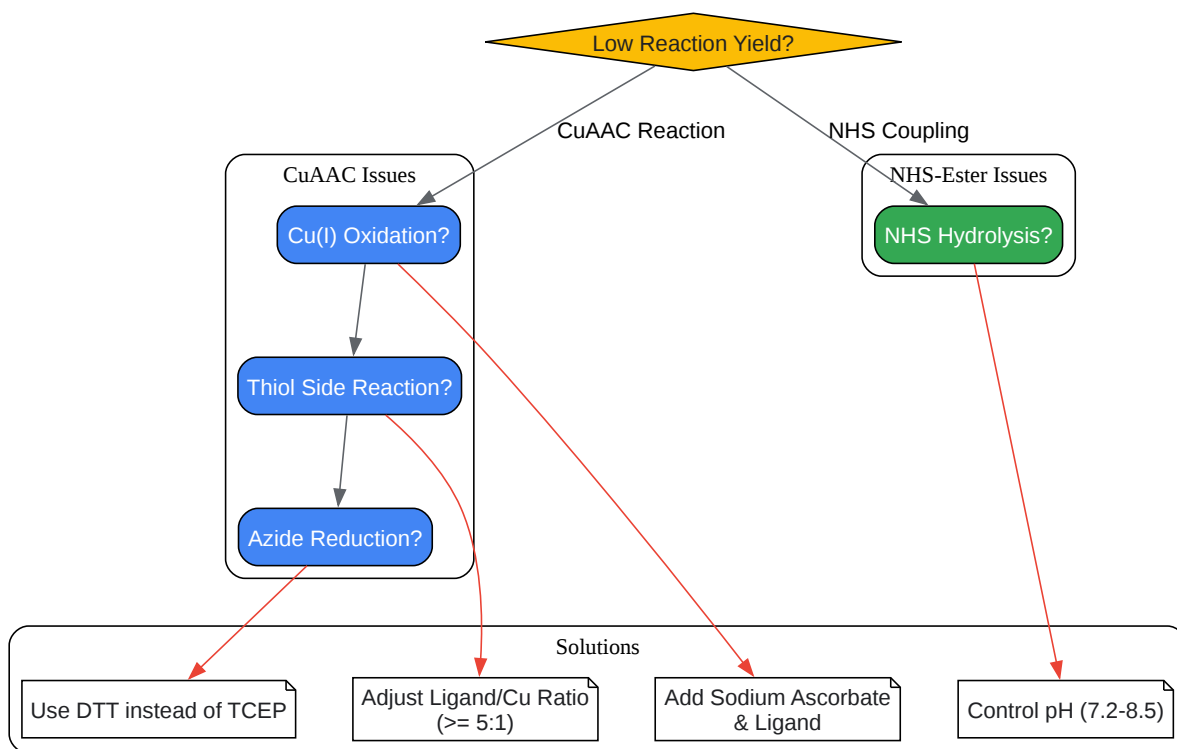 Low Reaction Yield?
CuAAC Reaction
NHS Coupling
CuAAC Issues
NHS-Ester Issues
Cu(I) Oxidation?
NHS Hydrolysis?
Thiol Side Reaction?
Azide Reduction?
Solutions
Use DTT instead of TCEP
Adjust Ligand/Cu Ratio
(>= 5:1)
Add Sodium Ascorbate
& Ligand
Control pH (7.2-8.5)